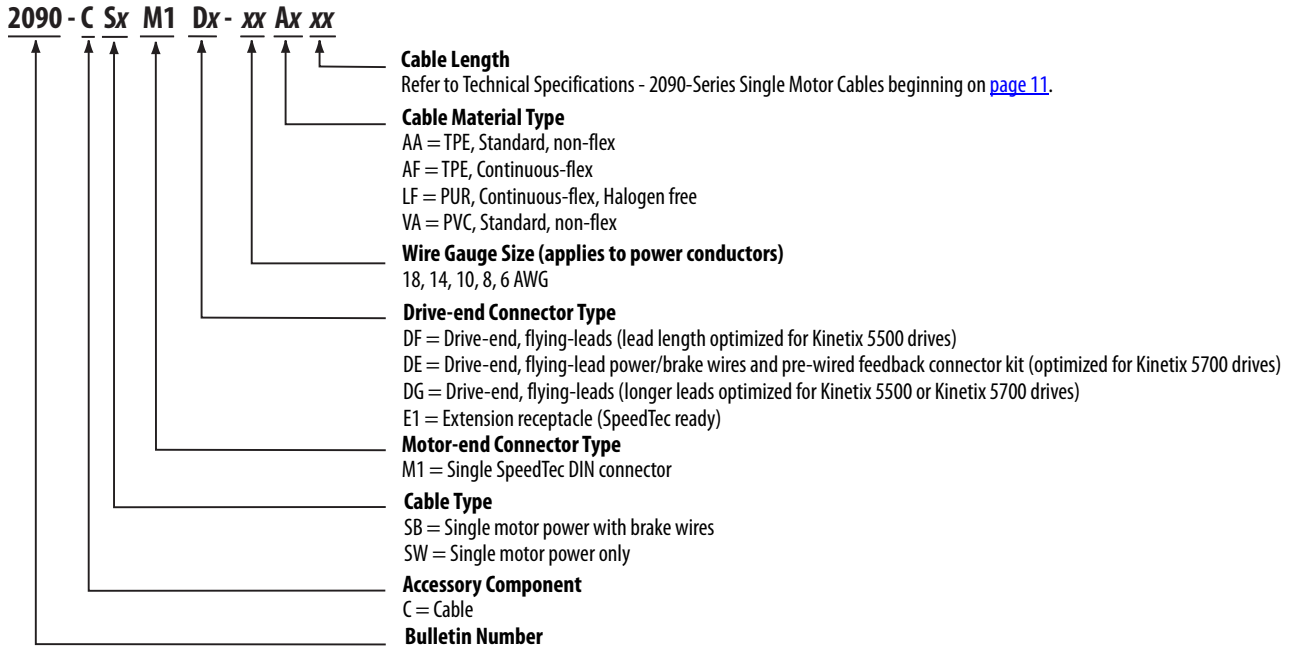 2090 - C Sx M1 Dx - xx Ax xx
Cable Length
Refer to Technical Specifications - 2090-Series Single Motor Cables beginning on page 11.
Cable Material Type
AA = TPE, Standard, non-flex
AF = TPE, Continuous-flex
LF = PUR, Continuous-flex, Halogen free
VA = PVC, Standard, non-flex
Wire Gauge Size (applies to power conductors)
18, 14, 10, 8, 6 AWG
Drive-end Connector Type
DF = Drive-end, flying-leads (lead length optimized for Kinetix 5500 drives)
DE = Drive-end, flying-lead power/brake wires and pre-wired feedback connector kit (optimized for Kinetix 5700 drives)
DG = Drive-end, flying-leads (longer leads optimized for Kinetix 5500 or Kinetix 5700 drives)
E1 = Extension receptacle (SpeedTec ready)
Motor-end Connector Type
M1 = Single SpeedTec DIN connector
Cable Type
SB = Single motor power with brake wires
SW = Single motor power only
Accessory Component
C = Cable
Bulletin Number